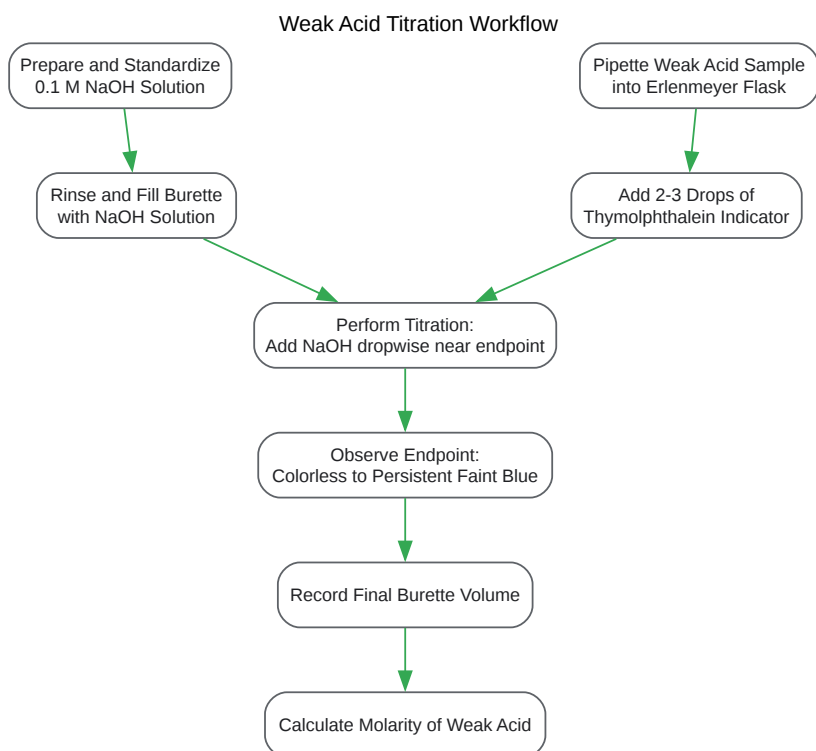 Weak Acid Titration Workflow
Prepare and Standardize
0.1 M NaOH Solution
Pipette Weak Acid Sample
into Erlenmeyer Flask
Rinse and Fill Burette
with NaOH Solution
Add 2-3 Drops of
Thymolphthalein Indicator
Perform Titration:
Add NaOH dropwise near endpoint
Observe Endpoint:
Colorless to Persistent Faint Blue
Record Final Burette Volume
Calculate Molarity of Weak Acid